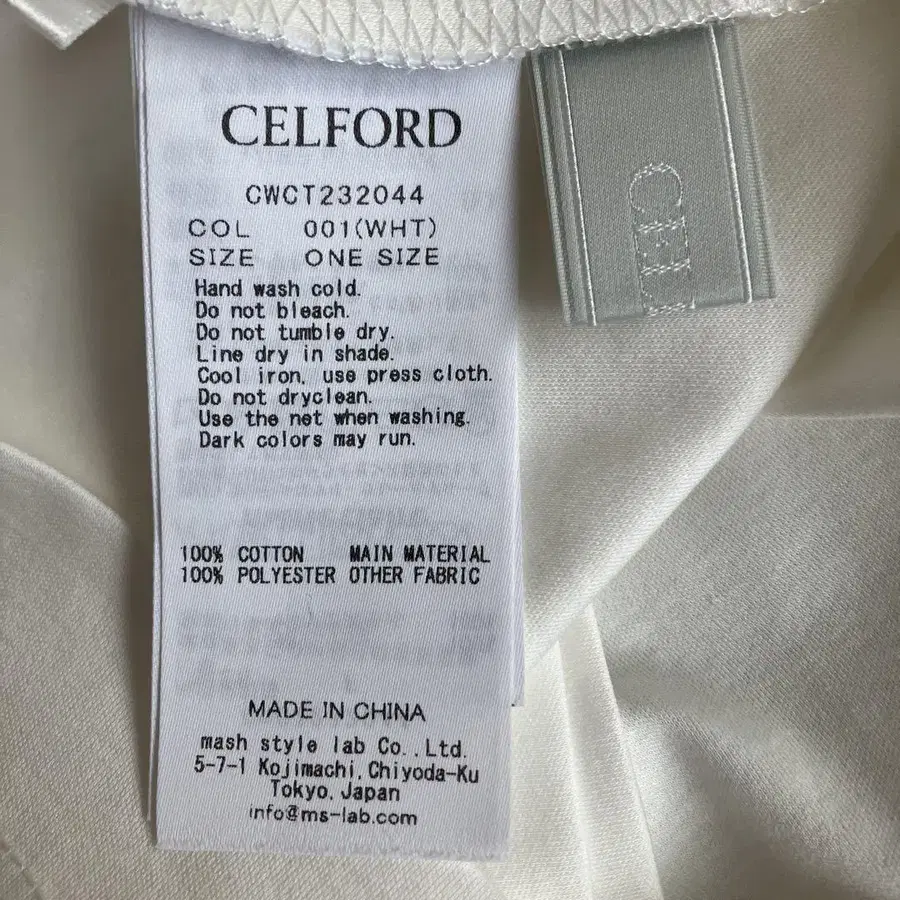 CELFORD
CWCT232044
COL 001(WHT)
SIZE ONE SIZE
Hand wash cold.
Do not bleach.
Do not tumble dry.
Line dry in shade.
Cool iron, use press cloth.
Do not dryclean.
Use the net when washing.
Dark colors may run.
100% COTTON MAIN MATERIAL
100% POLYESTER OTHER FABRIC
MADE IN CHINA
mash style lab Co.,Ltd.
5-7-1 Kojimachi,Chiyoda-Ku
Tokyo,Japan
info@ms-lab.com